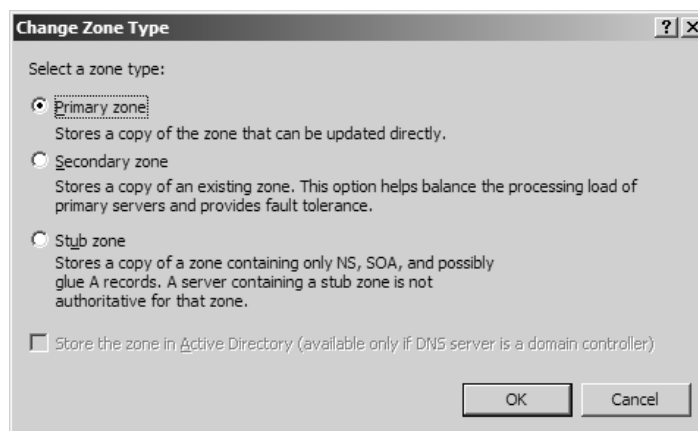 Change Zone Type
Select a zone type:
Primary zone
Stores a copy of the zone that can be updated directly.
Secondary zone
Stores a copy of an existing zone. This option helps balance the processing load of
primary servers and provides fault tolerance.
Stub zone
Stores a copy of a zone containing only NS, SOA, and possibly
glue A records. A server containing a stub zone is not
authoritative for that zone.
Store the zone in Active Directory (available only if DNS server is a domain controller)
OK Cancel